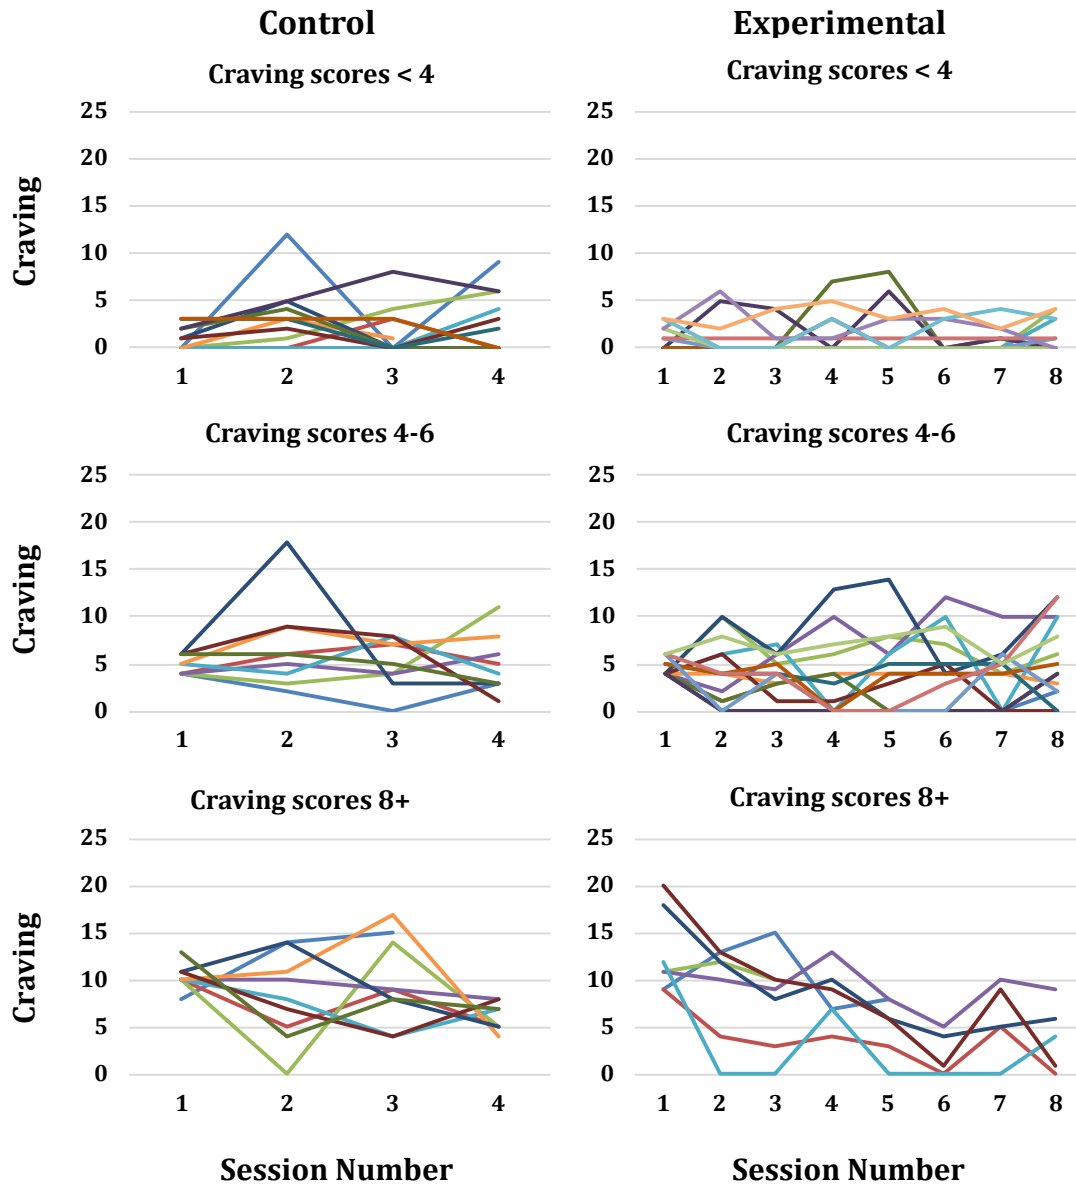 Control Experimental
Craving scores < 4 Craving scores < 4
25 25
20 20
15 15
10 10
5 5
0 0
Craving
1 2 3 4 1 2 3 4 5 6 7 8
Craving scores 4-6 Craving scores 4-6
25 25
20 20
15 15
10 10
5 5
0 0
Craving
1 2 3 4 1 2 3 4 5 6 7 8
Craving scores 8+ Craving scores 8+
25 25
20 20
15 15
10 10
5 5
0 0
Craving
1 2 3 4 1 2 3 4 5 6 7 8
Session Number Session Number